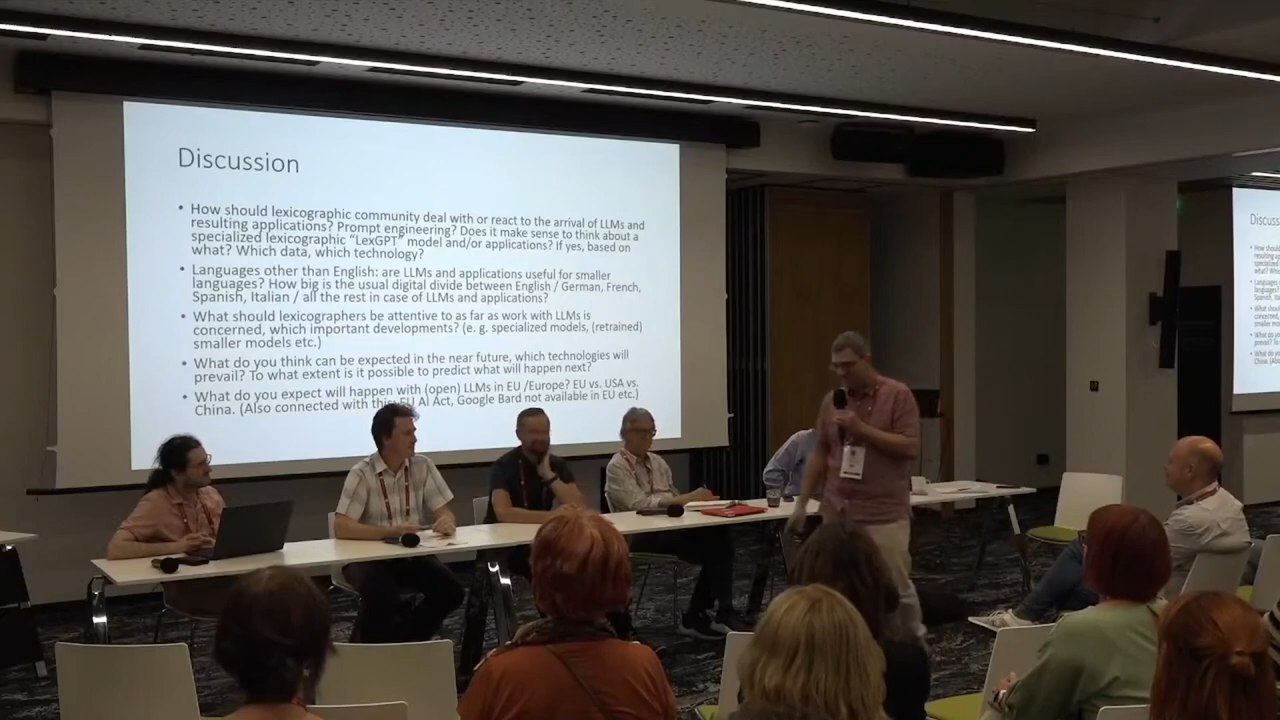 Discussion
• How should lexicographic community deal with or react to the arrival of LLMs and
resulting applications? Prompt engineering? Does it make sense to think about a
specialized lexicographic “LexGPT” model and/or applications? If yes, based on
what? Which data, which technology?
• Languages other than English: are LLMs and applications useful for smaller
languages? How big is the usual digital divide between English / German, French,
Spanish, Italian / all the rest in case of LLMs and applications?
• What should lexicographers be attentive to as far as work with LLMs is
concerned, which important developments? (e. g. specialized models, (retrained)
smaller models etc.)
• What do you think can be expected in the near future, which technologies will
prevail? To what extent is it possible to predict what will happen next?
• What do you expect will happen with (open) LLMs in EU /Europe? EU vs. USA vs.
China. (Also connected with this: EU AI Act, Google Bard not available in EU etc.)